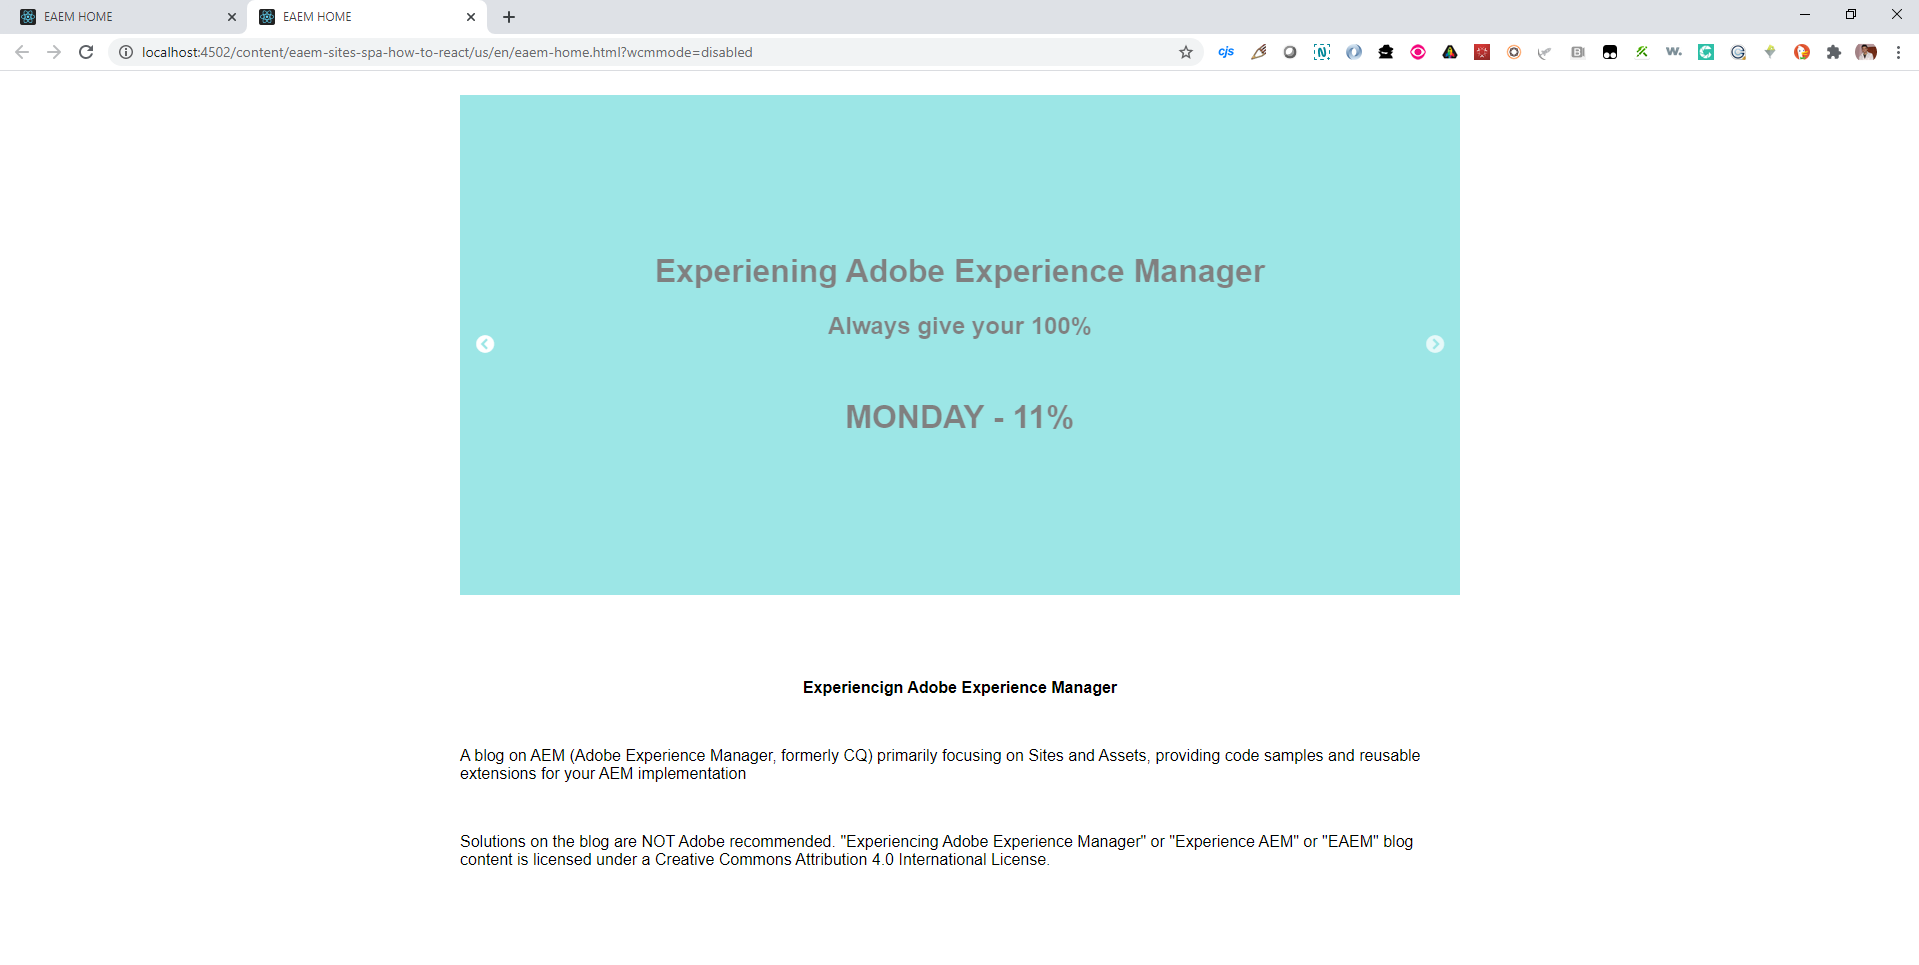 EAEM HOME
EAEM HOME
localhost:4502/content/eaem-sites-spa-how-to-react/us/en/eaem-home.html?wcmmode=disabled
cjs
N
w.
Experiening Adobe Experience Manager
Always give your 100%
MONDAY - 11%
Experiencign Adobe Experience Manager
A blog on AEM (Adobe Experience Manager, formerly CQ) primarily focusing on Sites and Assets, providing code samples and reusable
extensions for your AEM implementation
Solutions on the blog are NOT Adobe recommended. "Experiencing Adobe Experience Manager" or "Experience AEM" or "EAEM" blog
content is licensed under a Creative Commons Attribution 4.0 International License.